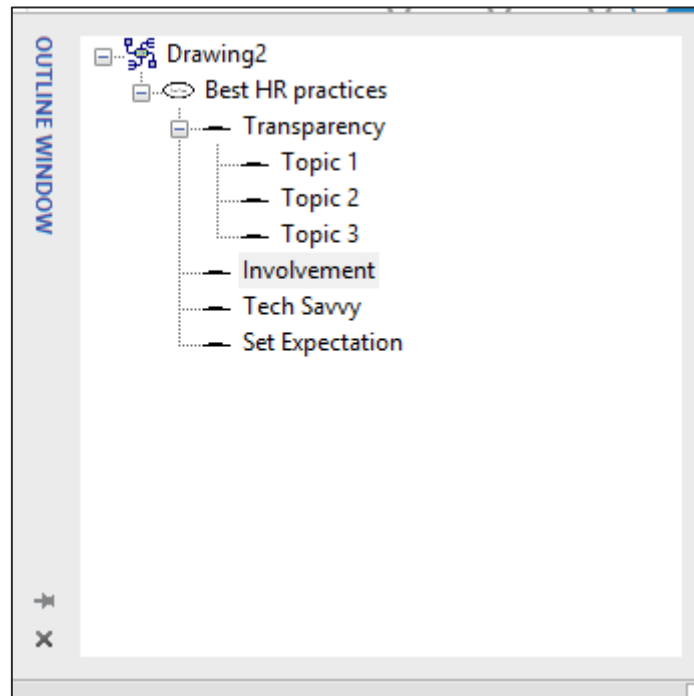 OUTLINE WINDOW
Drawing2
Best HR practices
Transparency
Topic 1
Topic 2
Topic 3
Involvement
Tech Savvy
Set Expectation